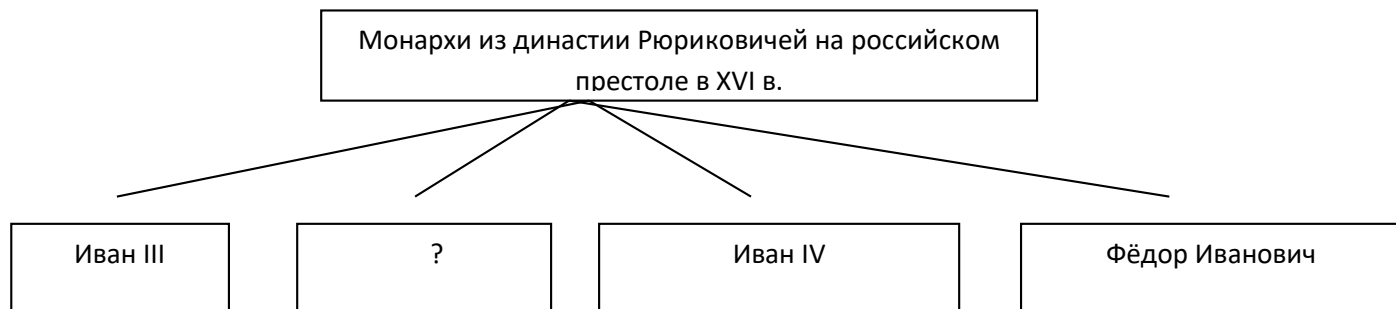 Монархи из династии Рюриковичей на российском
престоле в XVI в.
Иван III
?
Иван IV
Фёдор Иванович